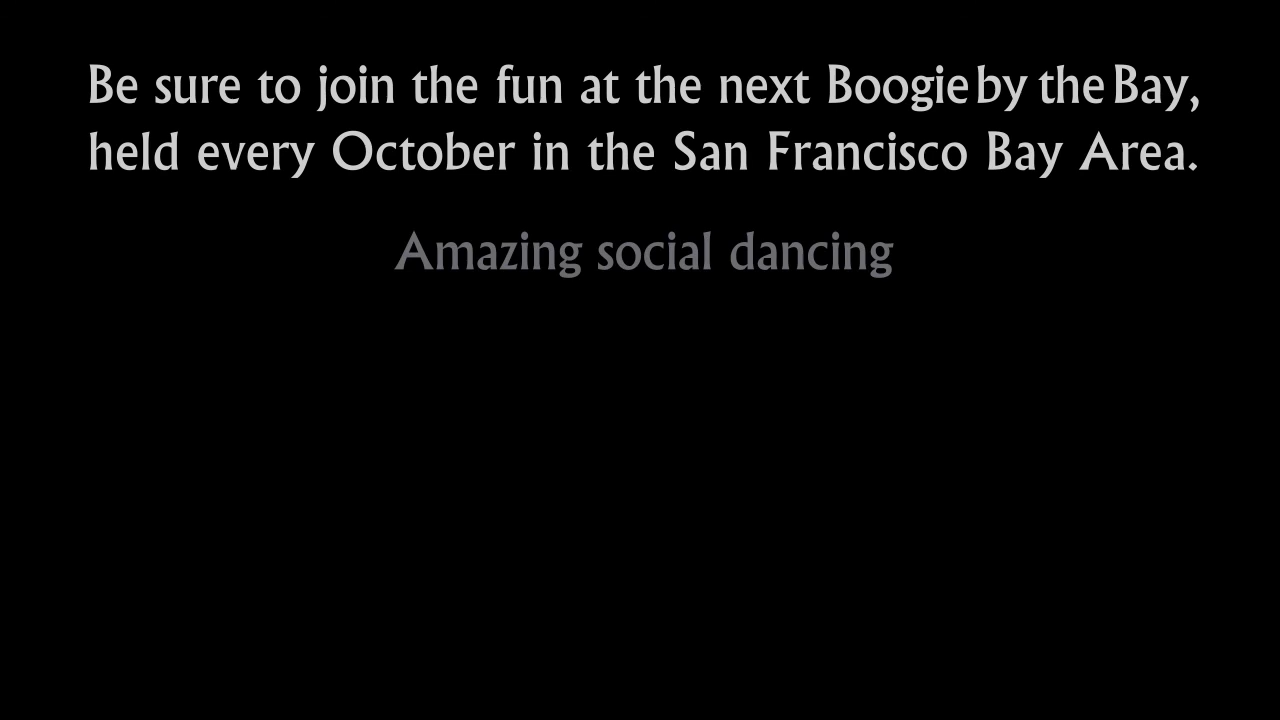 Be sure to join the fun at the next Boogie by the Bay,
held every October in the San Francisco Bay Area.
Amazing social dancing